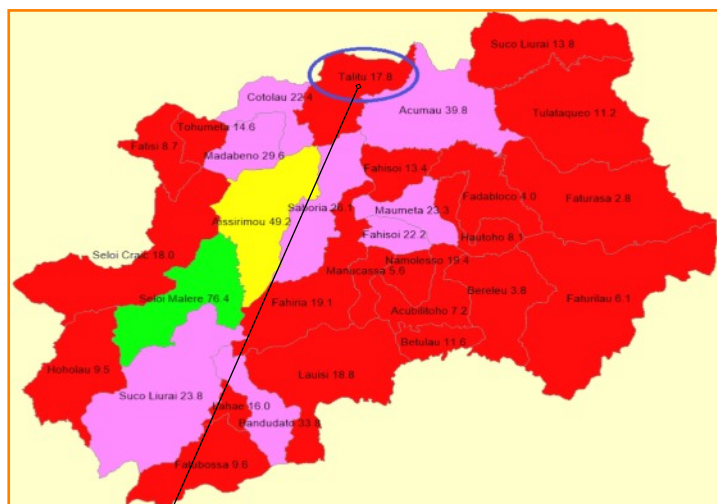 Suco Liurai 13.8
Talitu 17.8
Cotolau 22.4
Acumau 39.8
Tulataqueo 11.2
Tohumeta 14.6
Fatisi 8.7
Madabeno 29.6
Fahisoi 13.4
Fadabloco 4.0
Faturasa 2.8
Saboria 26.1
Maumeta 23.3
Aissirimou 49.2
Fahisoi 22.2
Hautoho 8.1
Seloi Craic 18.0
Namolesso 19.4
Manucassa 5.6
Seloi Malere 76.4
Bereleu 3.8
Fahiria 19.1
Acubilitoho 7.2
Faturilau 6.1
Betulau 11.6
Hoholau 9.5
Lausi 18.8
Suco Liurai 23.8
16.0
Bandudato 33.8
Falubossa 9.6